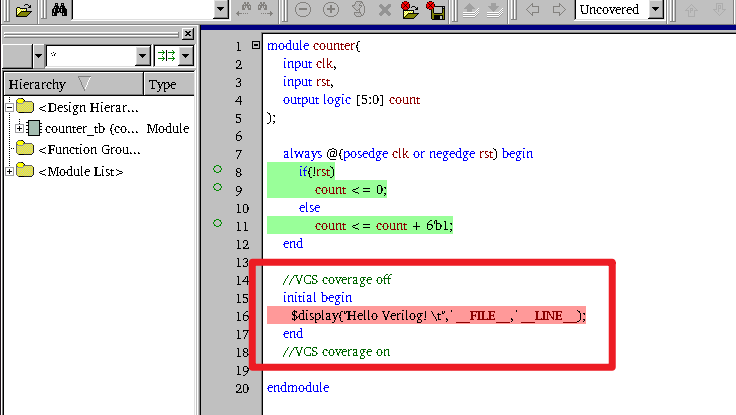 Uncovered
*
Hierarchy Type
<Design Hierar...
counter_tb {co... Module
<Function Grou...
<Module List>
1 module counter(
2 input clk,
3 input rst,
4 output logic [5:0] count
5 );
6
7 always @(posedge clk or negedge rst) begin
8 if(!rst)
9 count <= 0;
10 else
11 count <= count + 6'b1;
12 end
13
14 //VCS coverage off
15 initial begin
16 $display("Hello Verilog! \t",`__FILE__,`__LINE__);
17 end
18 //VCS coverage on
19
20 endmodule